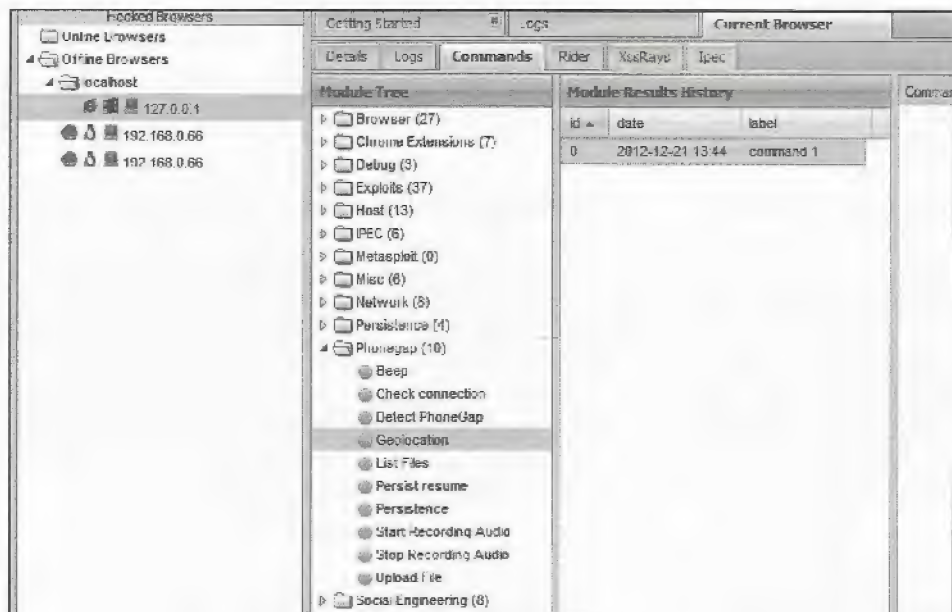 Hooked Browsers
Online Browsers
Offline Browsers
localhost
127.0.0.1
192.168.0.66
192.168.0.66
Getting Started
Logs
Current Browser
Details
Logs
Commands
Rider
XssRays
Ipec
Module Tree
Browser (27)
Chrome Extensions (7)
Debug (3)
Exploits (37)
Host (13)
IPEC (6)
Metasploit (0)
Misc (6)
Network (8)
Persistence (4)
Phonegap (10)
Beep
Check connection
Detect PhoneGap
Geolocation
List Files
Persist resume
Persistence
Start Recording Audio
Stop Recording Audio
Upload File
Social Engineering (8)
Module Results History
id date label
0 2012-12-21 13:44 command 1
Comman